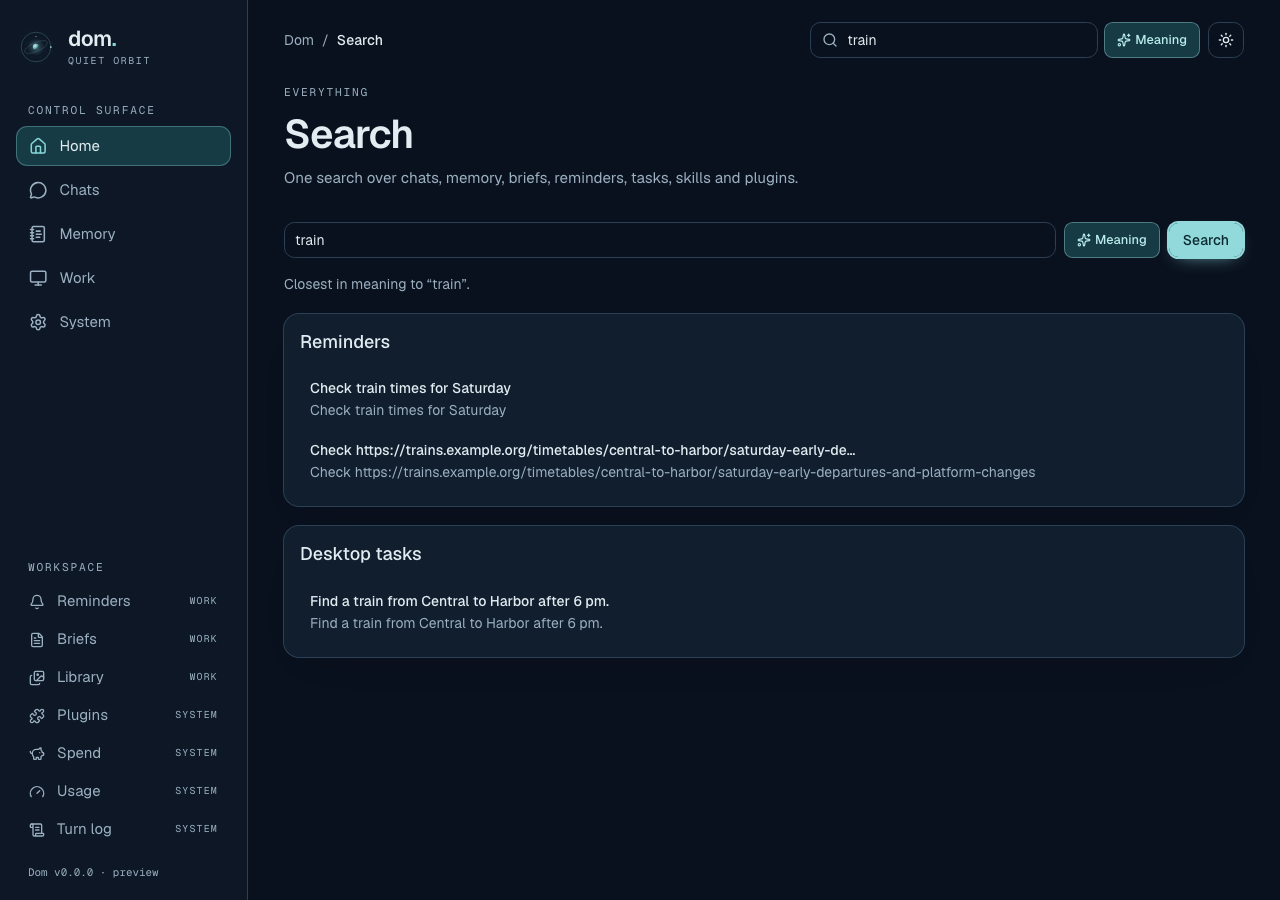 dom.
QUIET ORBIT
CONTROL SURFACE
Home
Chats
Memory
Work
System
WORKSPACE
Reminders WORK
Briefs WORK
Library WORK
Plugins SYSTEM
Spend SYSTEM
Usage SYSTEM
Turn log SYSTEM
Dom v0.0.0 · preview
Dom / Search
train
Meaning
EVERYTHING
Search
One search over chats, memory, briefs, reminders, tasks, skills and plugins.
train
Meaning
Search
Closest in meaning to “train”.
Reminders
Check train times for Saturday
Check train times for Saturday
Check https://trains.example.org/timetables/central-to-harbor/saturday-early-de…
Check https://trains.example.org/timetables/central-to-harbor/saturday-early-departures-and-platform-changes
Desktop tasks
Find a train from Central to Harbor after 6 pm.
Find a train from Central to Harbor after 6 pm.